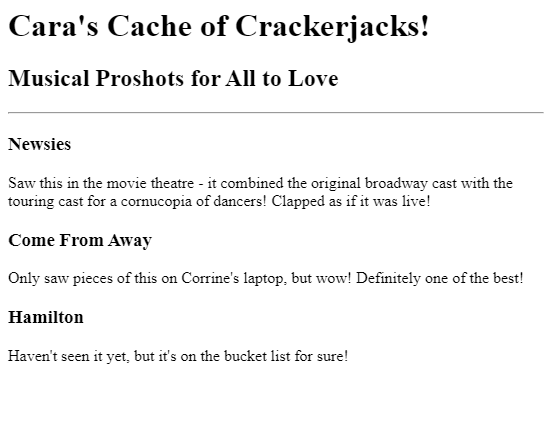 Cara's Cache of Crackerjacks!
Musical Proshots for All to Love
Newsies
Saw this in the movie theatre - it combined the original broadway cast with the
touring cast for a cornucopia of dancers! Clapped as if it was live!
Come From Away
Only saw pieces of this on Corrine's laptop, but wow! Definitely one of the best!
Hamilton
Haven't seen it yet, but it's on the bucket list for sure!